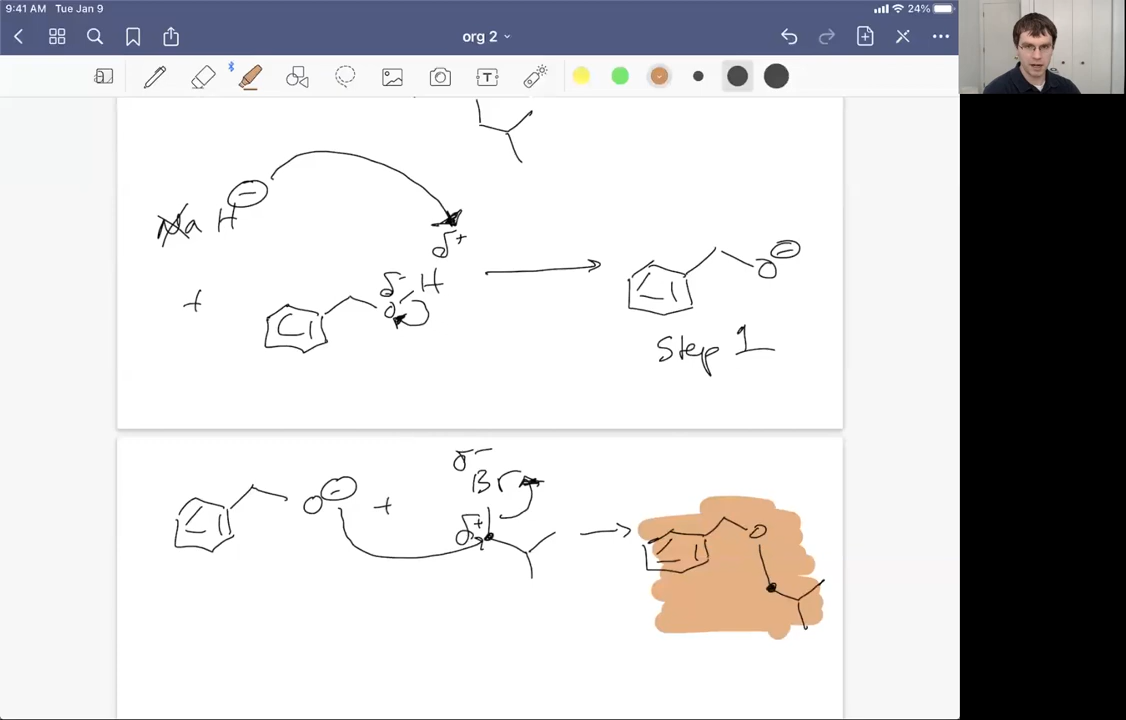 9:41 AM Tue Jan 9
24%
org 2
Na H −
δ+
+
δ− H
O
O −
Step 1
δ−
O − + Br
δ+
O